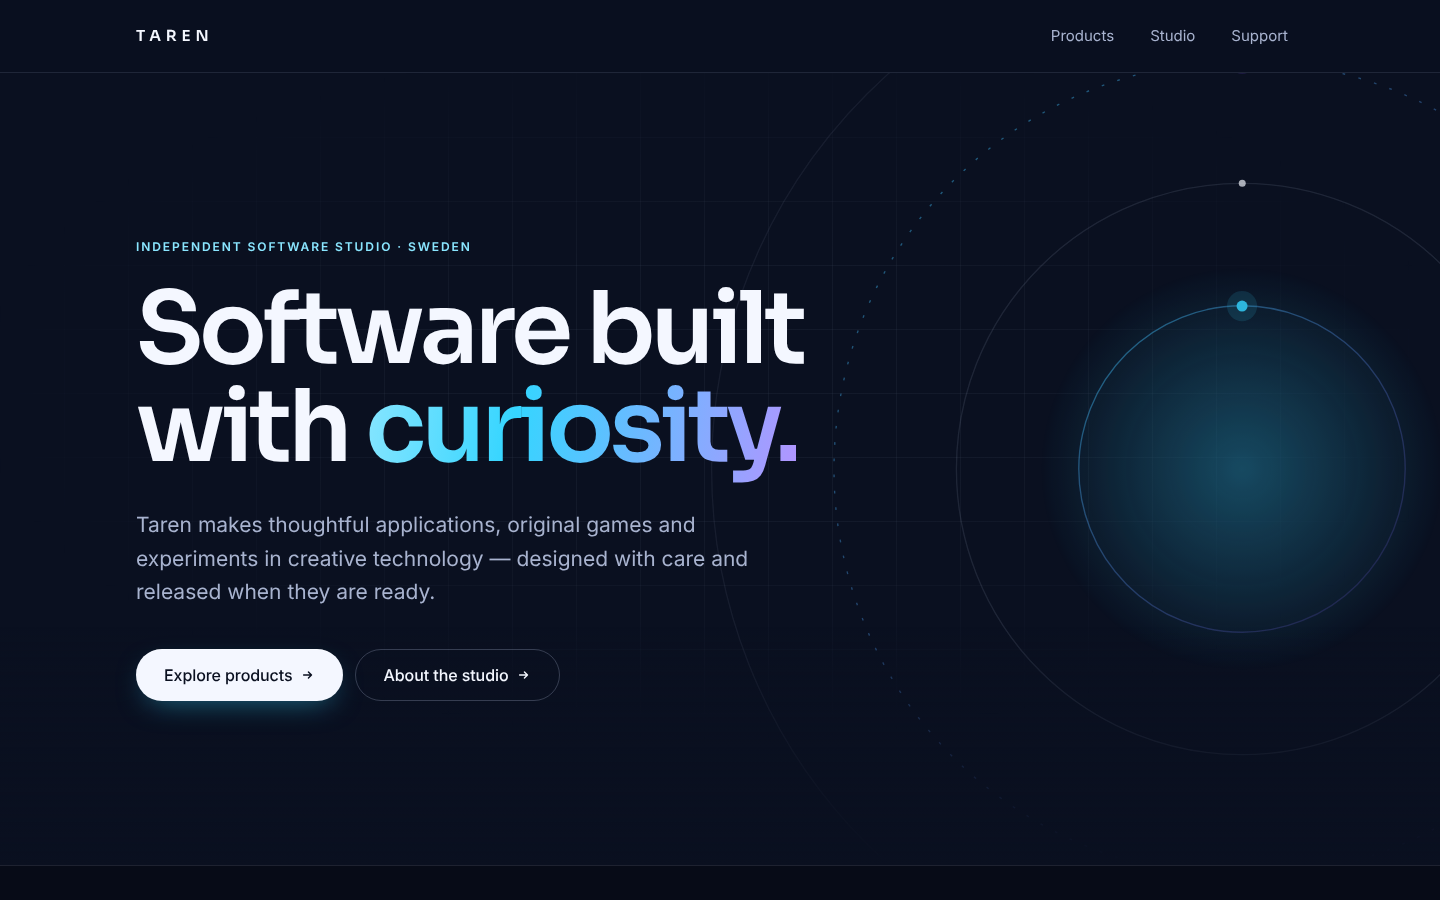 TAREN
Products
Studio
Support
INDEPENDENT SOFTWARE STUDIO · SWEDEN
Software built
with curiosity.
Taren makes thoughtful applications, original games and
experiments in creative technology — designed with care and
released when they are ready.
Explore products →
About the studio →